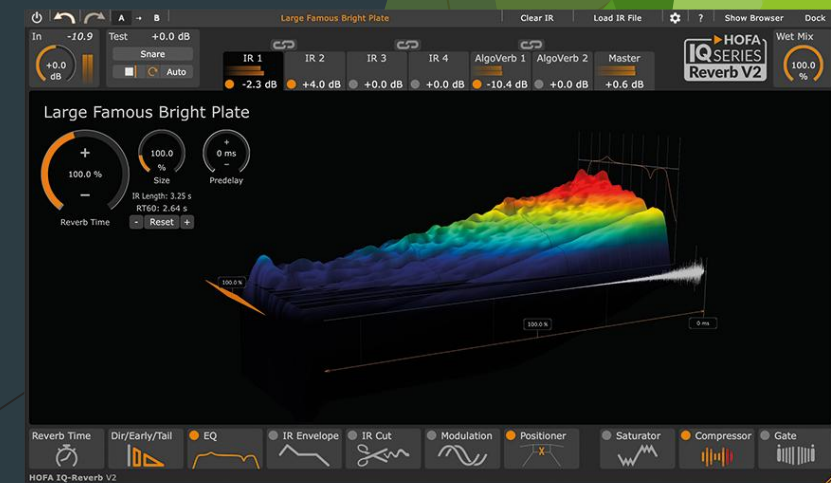 A → B
Large Famous Bright Plate
Clear IR
Load IR File
?
Show Browser
Dock
In -10.9
+0.0
dB
Test +0.0 dB
Snare
Auto
IR 1
-2.3 dB
IR 2
+4.0 dB
IR 3
+0.0 dB
IR 4
+0.0 dB
AlgoVerb 1
-10.4 dB
AlgoVerb 2
+0.0 dB
Master
+0.6 dB
HOFA
IQ SERIES
Reverb V2
Wet Mix
100.0
%
Large Famous Bright Plate
+
100.0 %
−
Reverb Time
100.0
%
Size
IR Length: 3.25 s
RT60: 2.64 s
- Reset +
+
0 ms
−
Predelay
100.0 %
100.0 %
0 ms
Reverb Time
Dir/Early/Tail
EQ
IR Envelope
IR Cut
Modulation
Positioner
Saturator
Compressor
Gate
HOFA IQ-Reverb V2